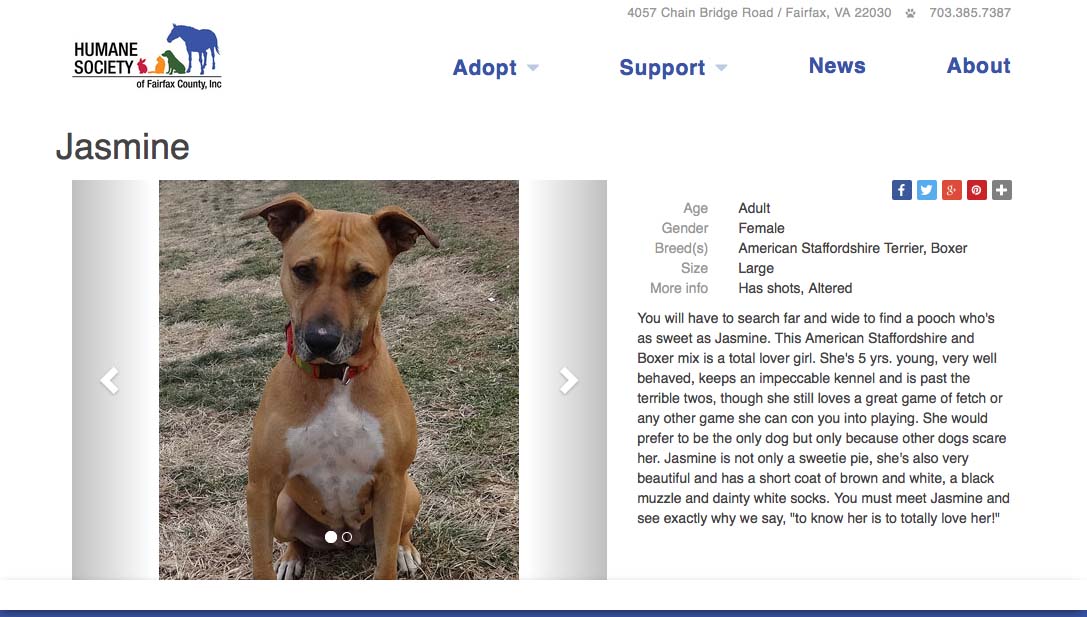 4057 Chain Bridge Road / Fairfax, VA 22030 703.385.7387
HUMANE
SOCIETY
of Fairfax County, Inc
Adopt Support News About
Jasmine
Age Adult
Gender Female
Breed(s) American Staffordshire Terrier, Boxer
Size Large
More info Has shots, Altered
You will have to search far and wide to find a pooch who's
as sweet as Jasmine. This American Staffordshire and
Boxer mix is a total lover girl. She's 5 yrs. young, very well
behaved, keeps an impeccable kennel and is past the
terrible twos, though she still loves a great game of fetch or
any other game she can con you into playing. She would
prefer to be the only dog but only because other dogs scare
her. Jasmine is not only a sweetie pie, she's also very
beautiful and has a short coat of brown and white, a black
muzzle and dainty white socks. You must meet Jasmine and
see exactly why we say, "to know her is to totally love her!"